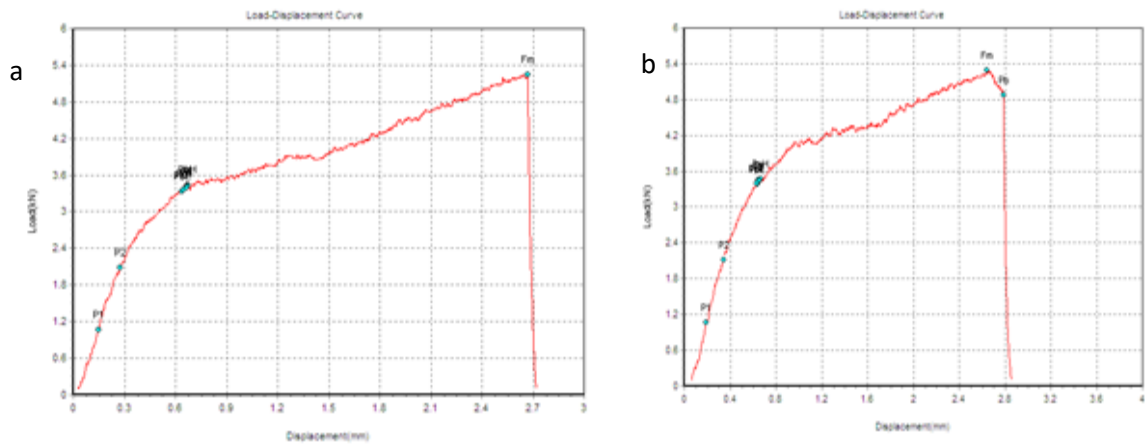 a
Load-Displacement Curve
Load(kN)
6
5.4
4.8
4.2
3.6
3
2.4
1.8
1.2
0.6
0
Fm
P2
P1
0 0.3 0.6 0.9 1.2 1.5 1.8 2.1 2.4 2.7 3
Displacement(mm)
b
Load-Displacement Curve
Load(kN)
6
5.4
4.8
4.2
3.6
3
2.4
1.8
1.2
0.6
0
Fm
P2
P1
0 0.4 0.8 1.2 1.6 2 2.4 2.8 3.2 3.6 4
Displacement(mm)